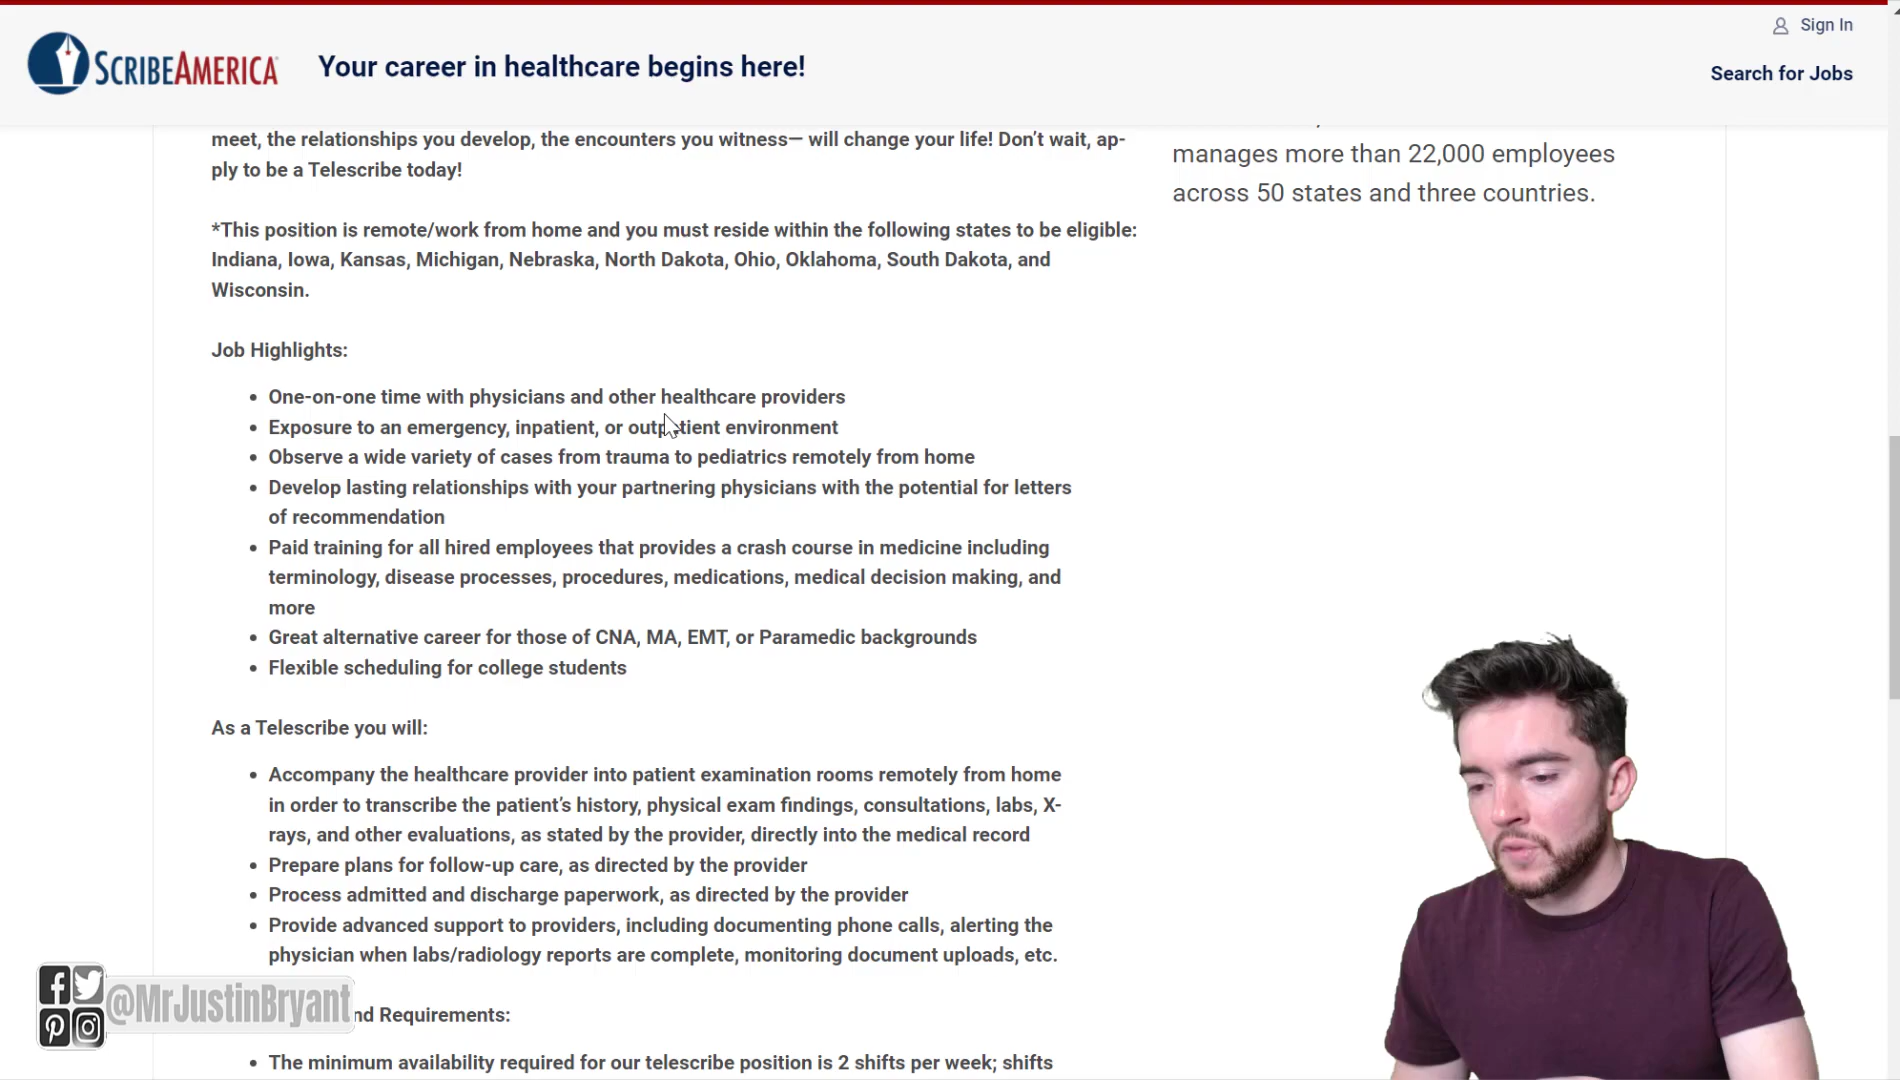 Sign In
SCRIBEAMERICA
Your career in healthcare begins here!
Search for Jobs
meet, the relationships you develop, the encounters you witness— will change your life! Don’t wait, ap-
ply to be a Telescribe today!
manages more than 22,000 employees
across 50 states and three countries.
*This position is remote/work from home and you must reside within the following states to be eligible:
Indiana, Iowa, Kansas, Michigan, Nebraska, North Dakota, Ohio, Oklahoma, South Dakota, and
Wisconsin.
Job Highlights:
• One-on-one time with physicians and other healthcare providers
• Exposure to an emergency, inpatient, or outpatient environment
• Observe a wide variety of cases from trauma to pediatrics remotely from home
• Develop lasting relationships with your partnering physicians with the potential for letters
of recommendation
• Paid training for all hired employees that provides a crash course in medicine including
terminology, disease processes, procedures, medications, medical decision making, and
more
• Great alternative career for those of CNA, MA, EMT, or Paramedic backgrounds
• Flexible scheduling for college students
As a Telescribe you will:
• Accompany the healthcare provider into patient examination rooms remotely from home
in order to transcribe the patient’s history, physical exam findings, consultations, labs, X-
rays, and other evaluations, as stated by the provider, directly into the medical record
• Prepare plans for follow-up care, as directed by the provider
• Process admitted and discharge paperwork, as directed by the provider
• Provide advanced support to providers, including documenting phone calls, alerting the
physician when labs/radiology reports are complete, monitoring document uploads, etc.
@MrJustinBryant
nd Requirements:
• The minimum availability required for our telescribe position is 2 shifts per week; shifts